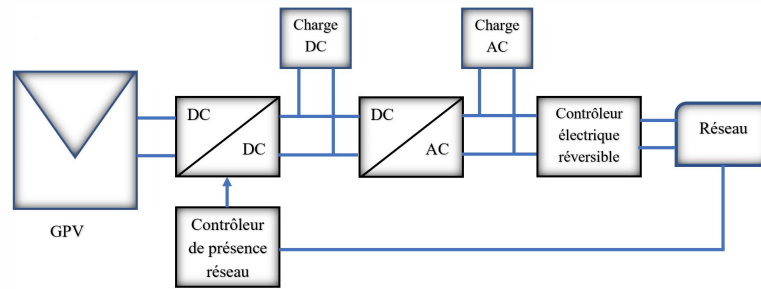 Charge
DC
Charge
AC
DC
DC
DC
AC
Contrôleur
électrique
réversible
Réseau
GPV
Contrôleur
de présence
réseau